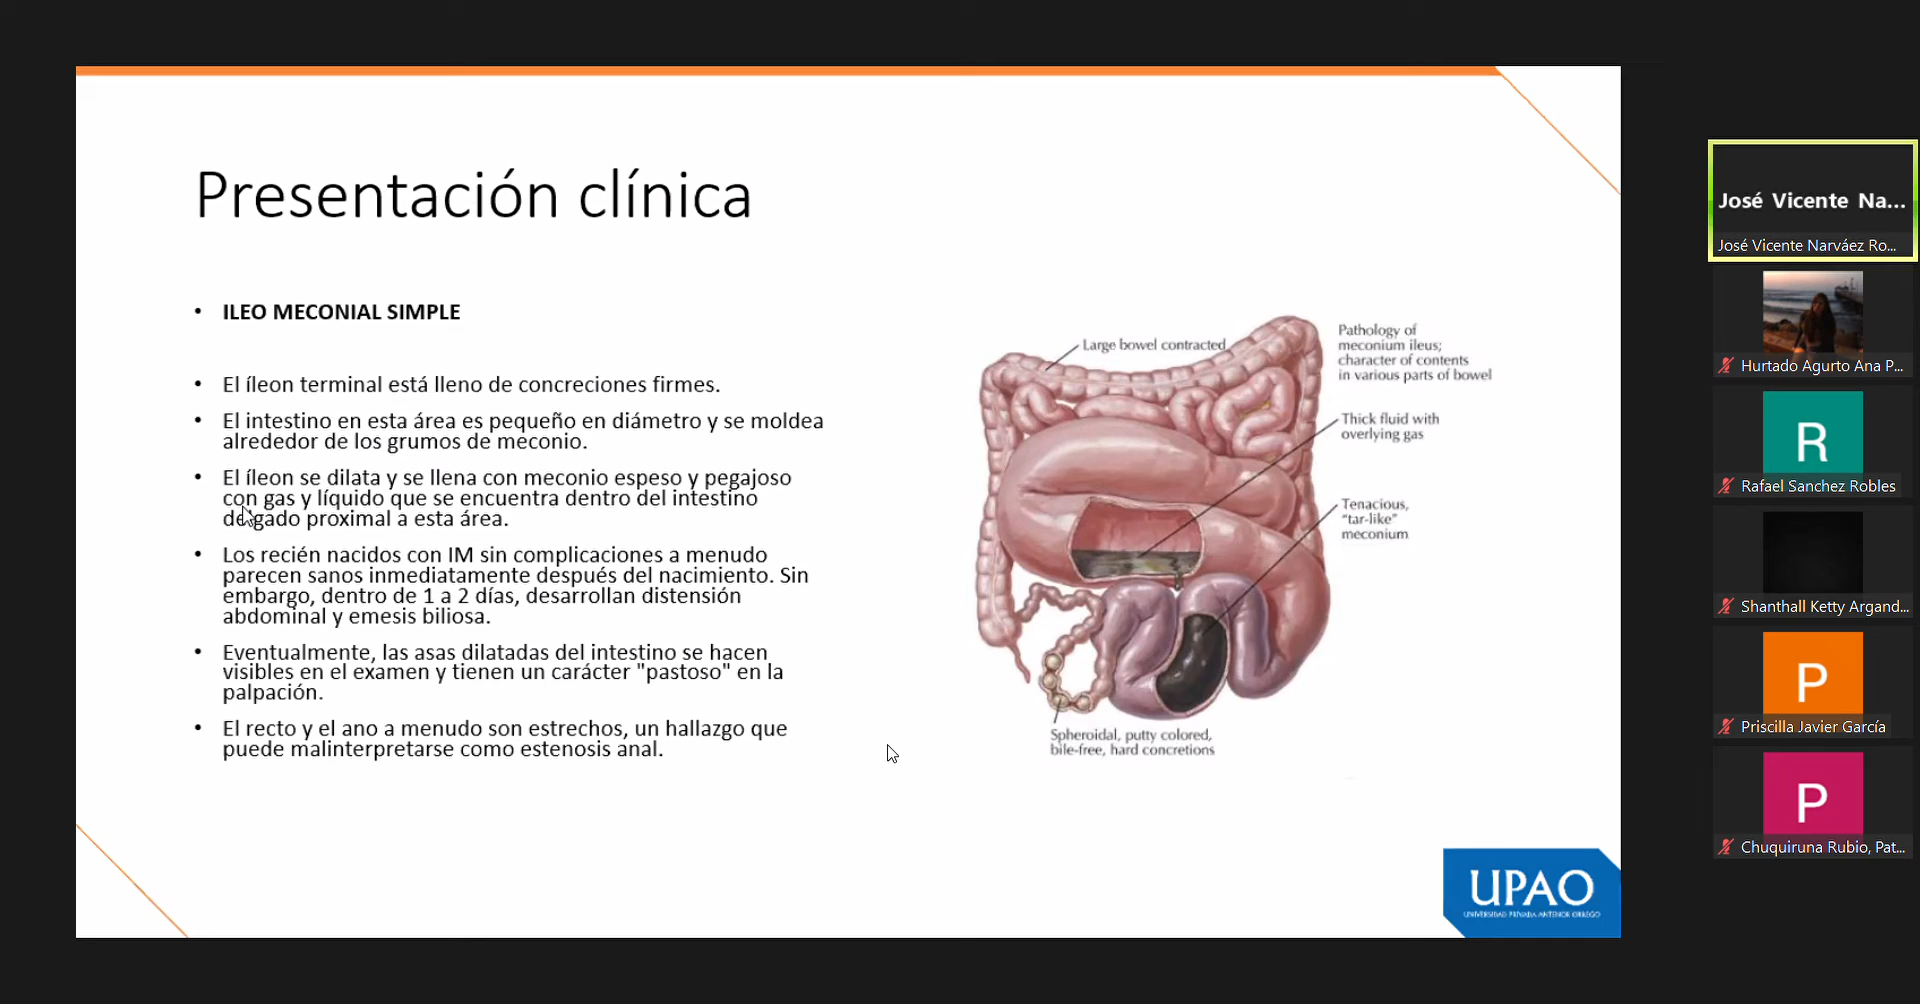 Presentación clínica
• ILEO MECONIAL SIMPLE
• El íleon terminal está lleno de concreciones firmes.
• El intestino en esta área es pequeño en diámetro y se moldea
alrededor de los grumos de meconio.
• El íleon se dilata y se llena con meconio espeso y pegajoso
con gas y líquido que se encuentra dentro del intestino
delgado proximal a esta área.
• Los recién nacidos con IM sin complicaciones a menudo
parecen sanos inmediatamente después del nacimiento. Sin
embargo, dentro de 1 a 2 días, desarrollan distensión
abdominal y emesis biliosa.
• Eventualmente, las asas dilatadas del intestino se hacen
visibles en el examen y tienen un carácter "pastoso" en la
palpación.
• El recto y el ano a menudo son estrechos, un hallazgo que
puede malinterpretarse como estenosis anal.
Large bowel contracted
Pathology of
meconium ileus;
character of contents
in various parts of bowel
Thick fluid with
overlying gas
Tenacious,
"tar-like"
meconium
Spheroidal, putty colored,
bile-free, hard concretions
UPAO
UNIVERSIDAD PRIVADA ANTENOR ORREGO
José Vicente Na...
José Vicente Narváez Ro...
Hurtado Agurto Ana P...
R
Rafael Sanchez Robles
Shanthall Ketty Argand...
P
Priscilla Javier García
P
Chuquiruna Rubio, Pat...